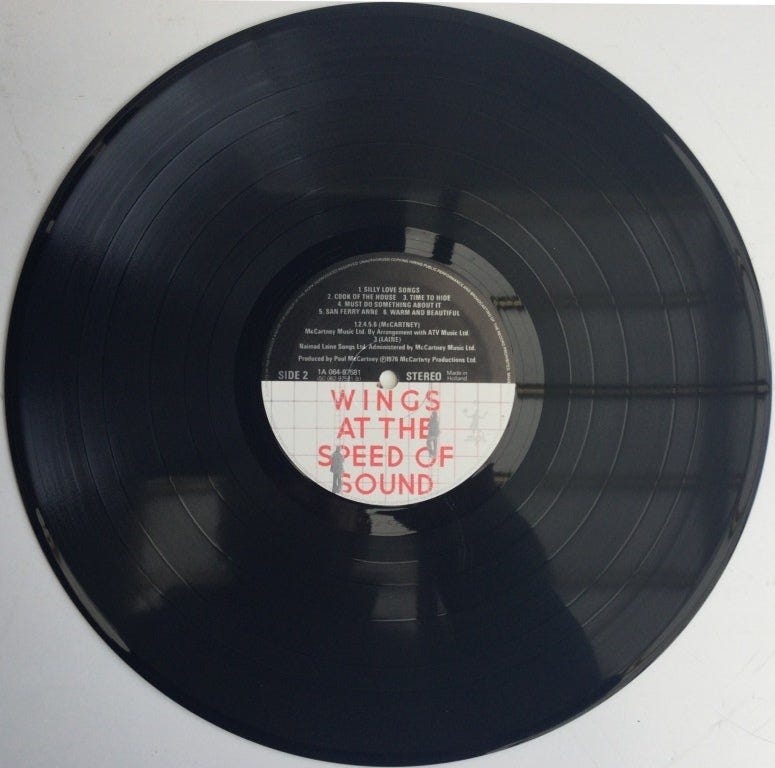 1. SILLY LOVE SONGS
2. COOK OF THE HOUSE 3. TIME TO HIDE
4. MUST DO SOMETHING ABOUT IT
5. SAN FERRY ANNE 6. WARM AND BEAUTIFUL
1.2.4.5.6 (McCARTNEY)
McCartney Music Ltd. By Arrangement with ATV Music Ltd.
3 (LAINE)
Naimad Laine Songs Ltd. Administered by McCartney Music Ltd.
Produced by Paul McCartney Ⓟ1976 McCartney Productions Ltd.
SIDE 2 1A 064-97581 STEREO Made in Holland
WINGS
AT THE
SPEED OF
SOUND